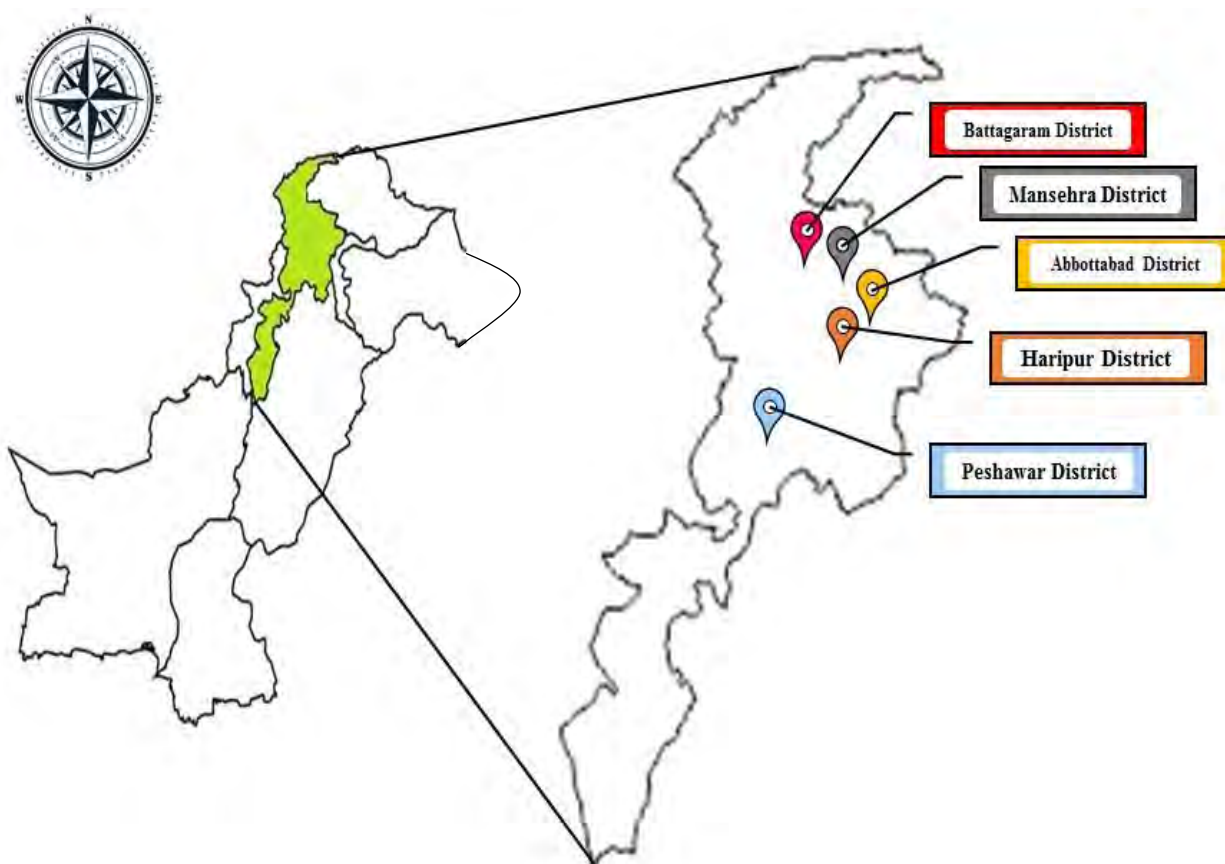 N
W
E
S
Battagaram District
Mansehra District
Abbottabad District
Haripur District
Peshawar District